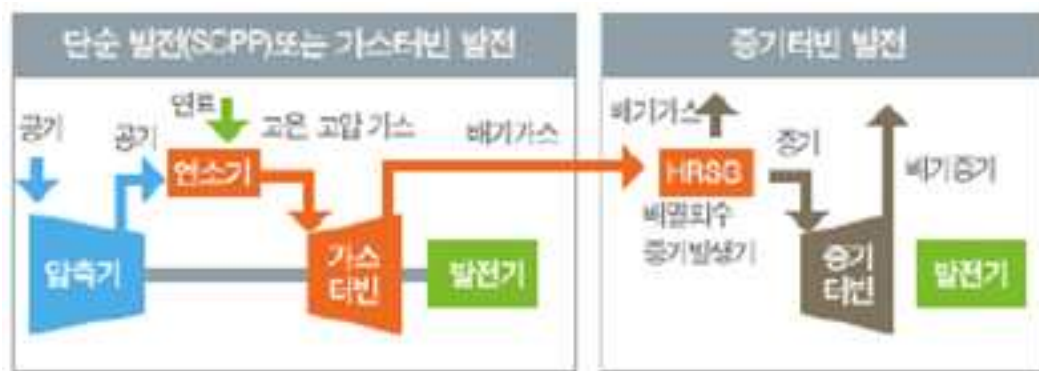 단순 발전(SCPP)또는 가스터빈 발전
공기
공기
연료
연소기
고온 고압 가스
배기가스
압축기
가스
터빈
발전기
증기터빈 발전
배기가스
HRSG
배열회수
증기발생기
증기
배기증기
증기
터빈
발전기